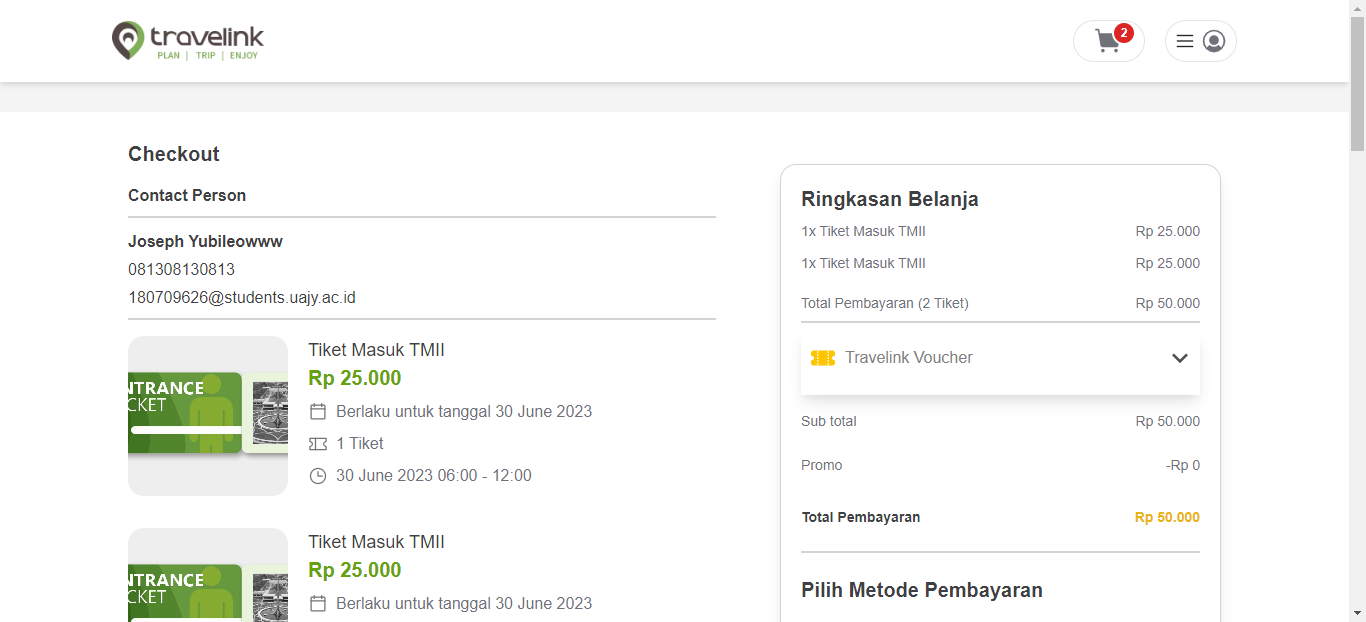 travelink
PLAN | TRIP | ENJOY
2
Checkout
Contact Person
Joseph Yubileowww
081308130813
180709626@students.uajy.ac.id
NTRANCE
CKET
Tiket Masuk TMII
Rp 25.000
Berlaku untuk tanggal 30 June 2023
1 Tiket
30 June 2023 06:00 - 12:00
NTRANCE
CKET
Tiket Masuk TMII
Rp 25.000
Berlaku untuk tanggal 30 June 2023
Ringkasan Belanja
1x Tiket Masuk TMII Rp 25.000
1x Tiket Masuk TMII Rp 25.000
Total Pembayaran (2 Tiket) Rp 50.000
Travelink Voucher
Sub total Rp 50.000
Promo -Rp 0
Total Pembayaran Rp 50.000
Pilih Metode Pembayaran